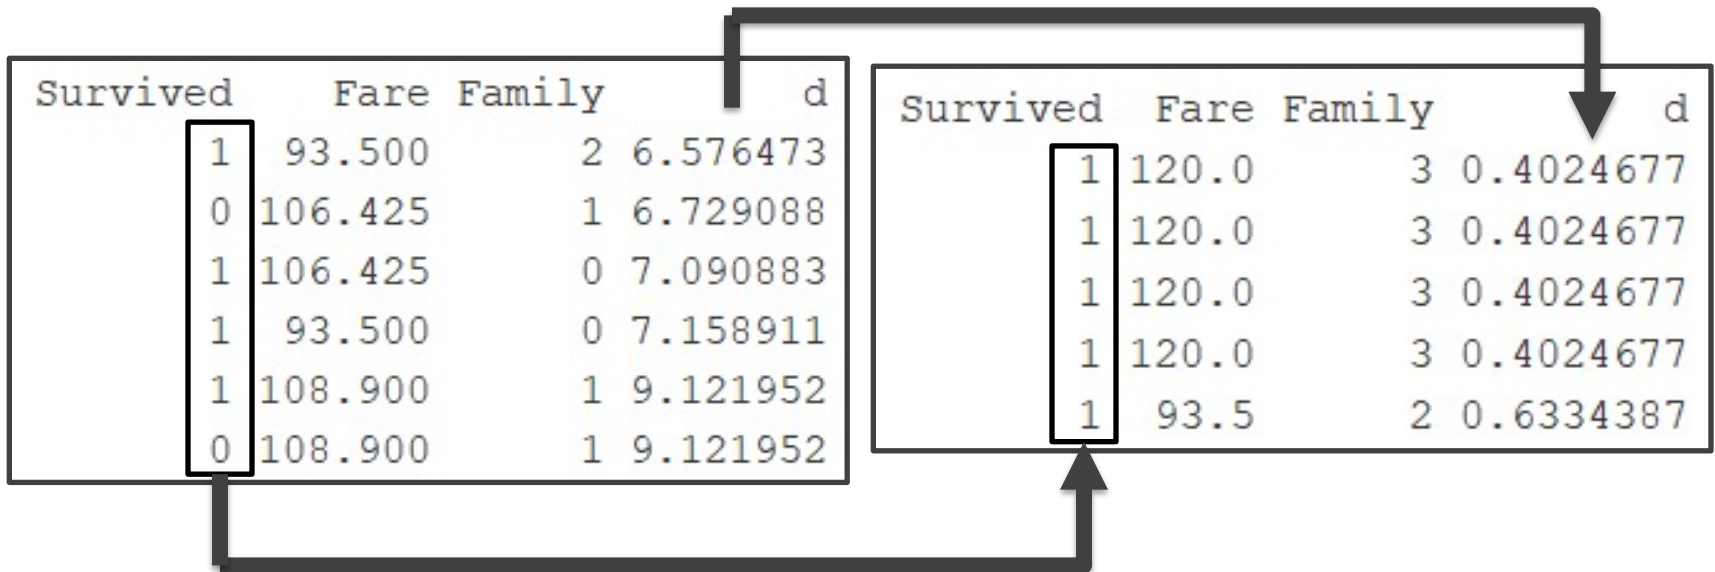 Survived Fare Family d
1 93.500 2 6.576473
0 106.425 1 6.729088
1 106.425 0 7.090883
1 93.500 0 7.158911
1 108.900 1 9.121952
0 108.900 1 9.121952
Survived Fare Family d
1 120.0 3 0.4024677
1 120.0 3 0.4024677
1 120.0 3 0.4024677
1 120.0 3 0.4024677
1 93.5 2 0.6334387